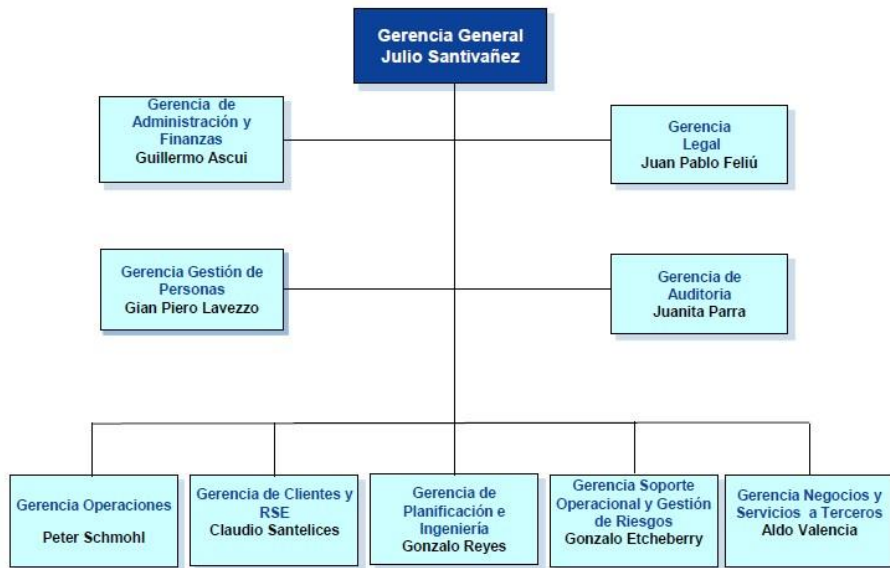 Gerencia General
Julio Santivañez
Gerencia de
Administración y
Finanzas
Guillermo Ascui
Gerencia
Legal
Juan Pablo Feliú
Gerencia Gestión de
Personas
Gian Piero Lavezzo
Gerencia de
Auditoria
Juanita Parra
Gerencia Operaciones
Peter Schmohl
Gerencia de Clientes y
RSE
Claudio Santelices
Gerencia de
Planificación e
Ingeniería
Gonzalo Reyes
Gerencia Soporte
Operacional y Gestión
de Riesgos
Gonzalo Etcheberry
Gerencia Negocios y
Servicios a Terceros
Aldo Valencia